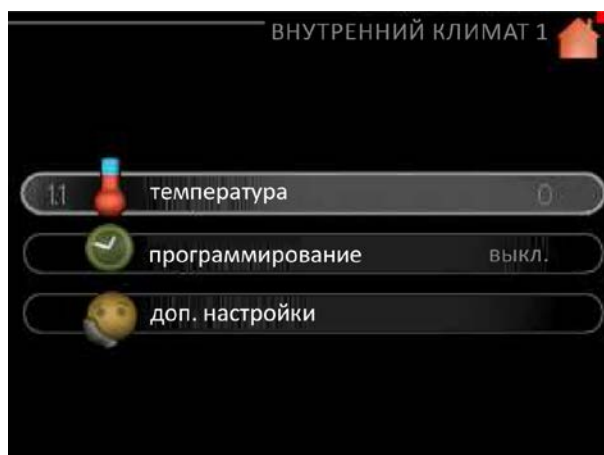 ВНУТРЕННИЙ КЛИМАТ 1
1.1 температура 0
программирование выкл.
доп. настройки